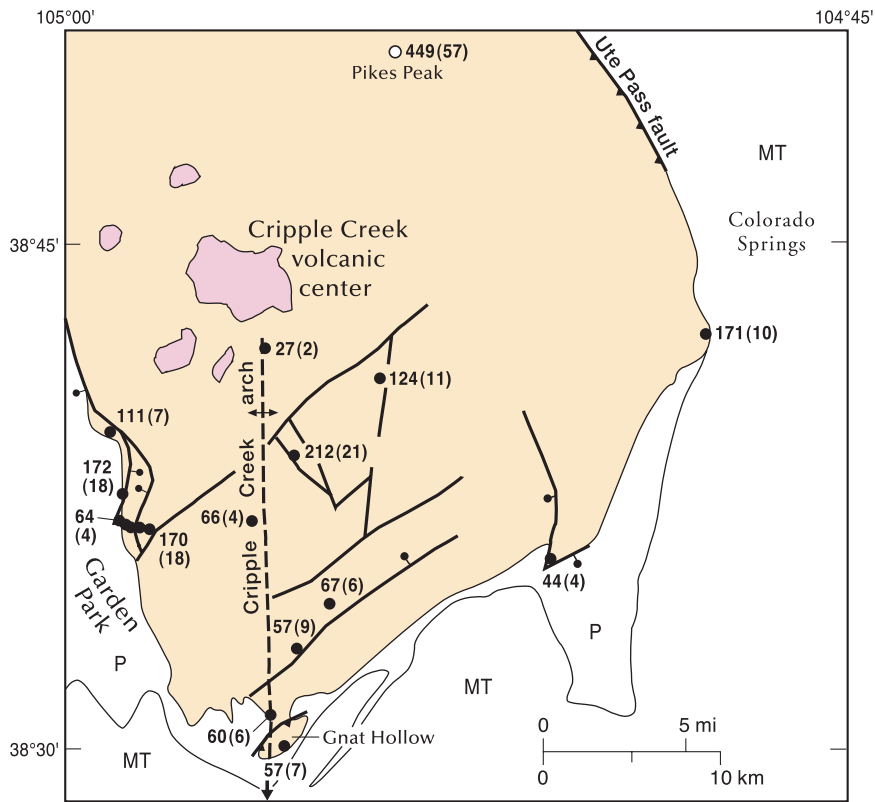 105°00'
104°45'
449(57)
Pikes Peak
Ute Pass fault
MT
Colorado
Springs
38°45'
Cripple Creek
volcanic
center
171(10)
27(2)
124(11)
Cripple Creek arch
111(7)
212(21)
172
(18)
64
(4)
66(4)
170
(18)
Garden
Park
67(6)
44(4)
57(9)
P
P
MT
60(6)
Gnat Hollow
57(7)
MT
38°30'
0
5 mi
0
10 km